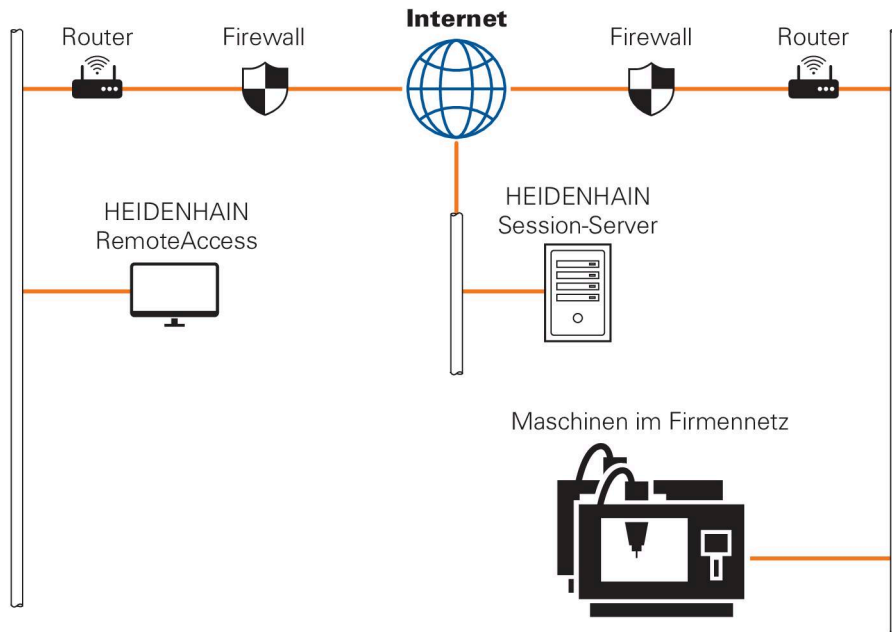 Internet
Router
Firewall
Firewall
Router
HEIDENHAIN
RemoteAccess
HEIDENHAIN
Session-Server
Maschinen im Firmennetz